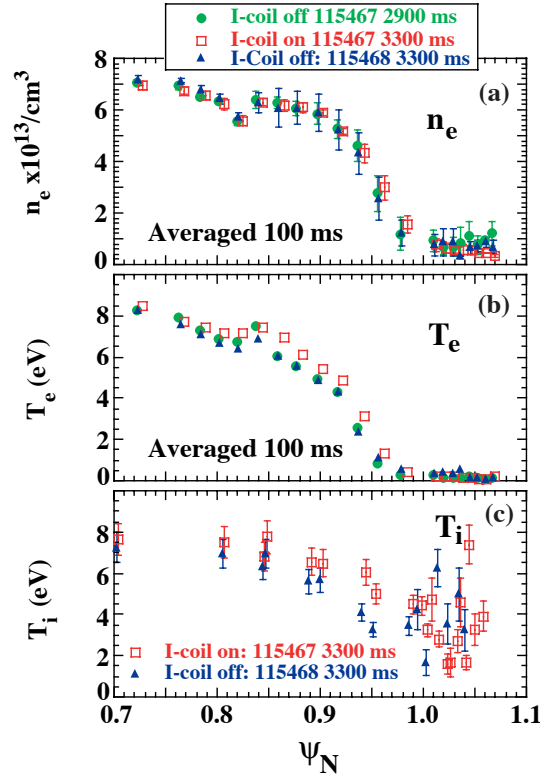 I-coil off 115467 2900 ms
I-coil on 115467 3300 ms
I-Coil off: 115468 3300 ms
8
6
4
2
0
n_e x10^13/cm^3
(a)
n_e
Averaged 100 ms
8
6
4
2
0
T_e (eV)
(b)
T_e
Averaged 100 ms
8
6
4
2
0
T_i (eV)
(c)
T_i
I-coil on: 115467 3300 ms
I-coil off: 115468 3300 ms
0.7 0.8 0.9 1.0 1.1
ψ_N